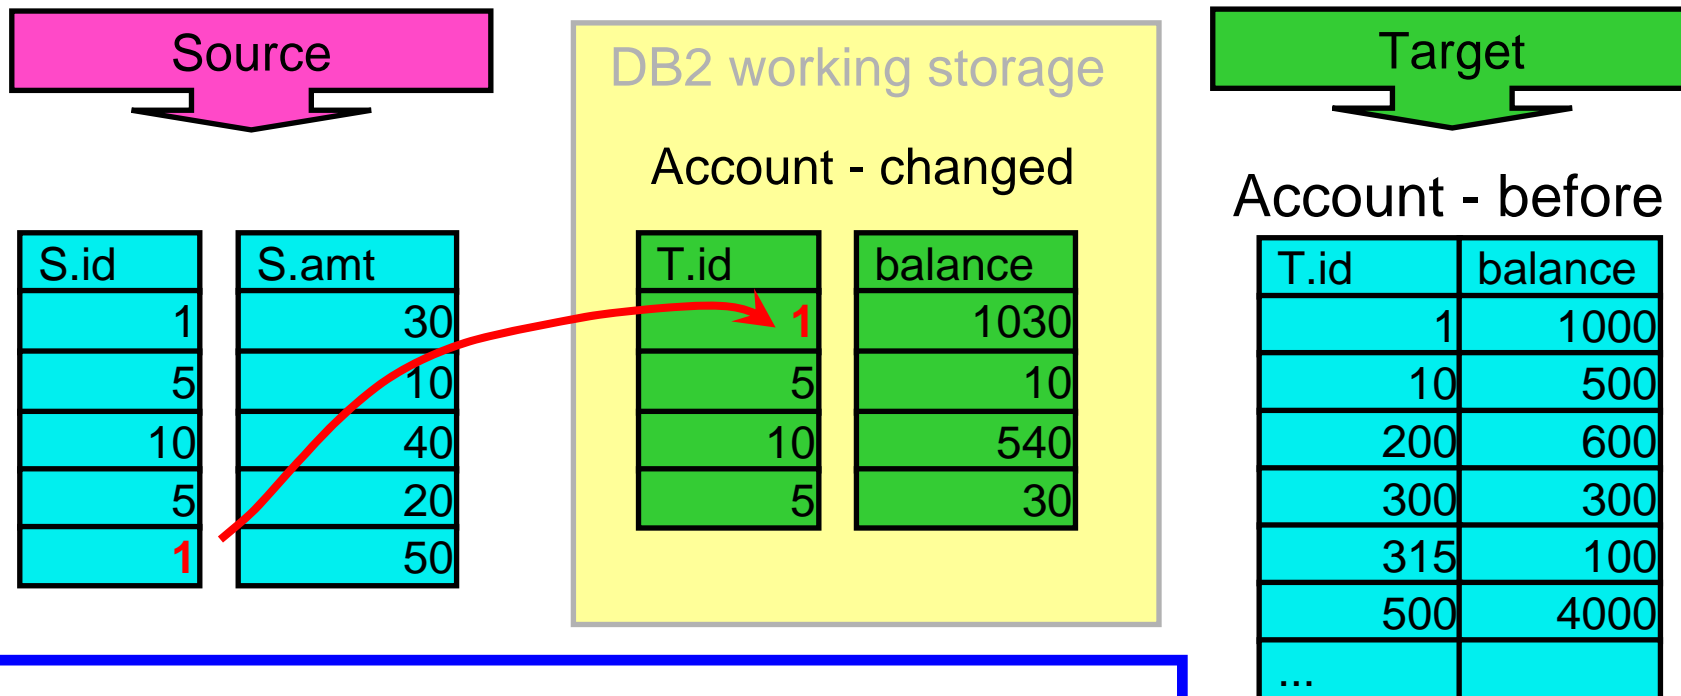 Source
S.id S.amt
1 30
5 10
10 40
5 20
1 50
DB2 working storage
Account - changed
T.id balance
1 1030
5 10
10 540
5 30
Target
Account - before
T.id balance
1 1000
10 500
200 600
300 300
315 100
500 4000
...